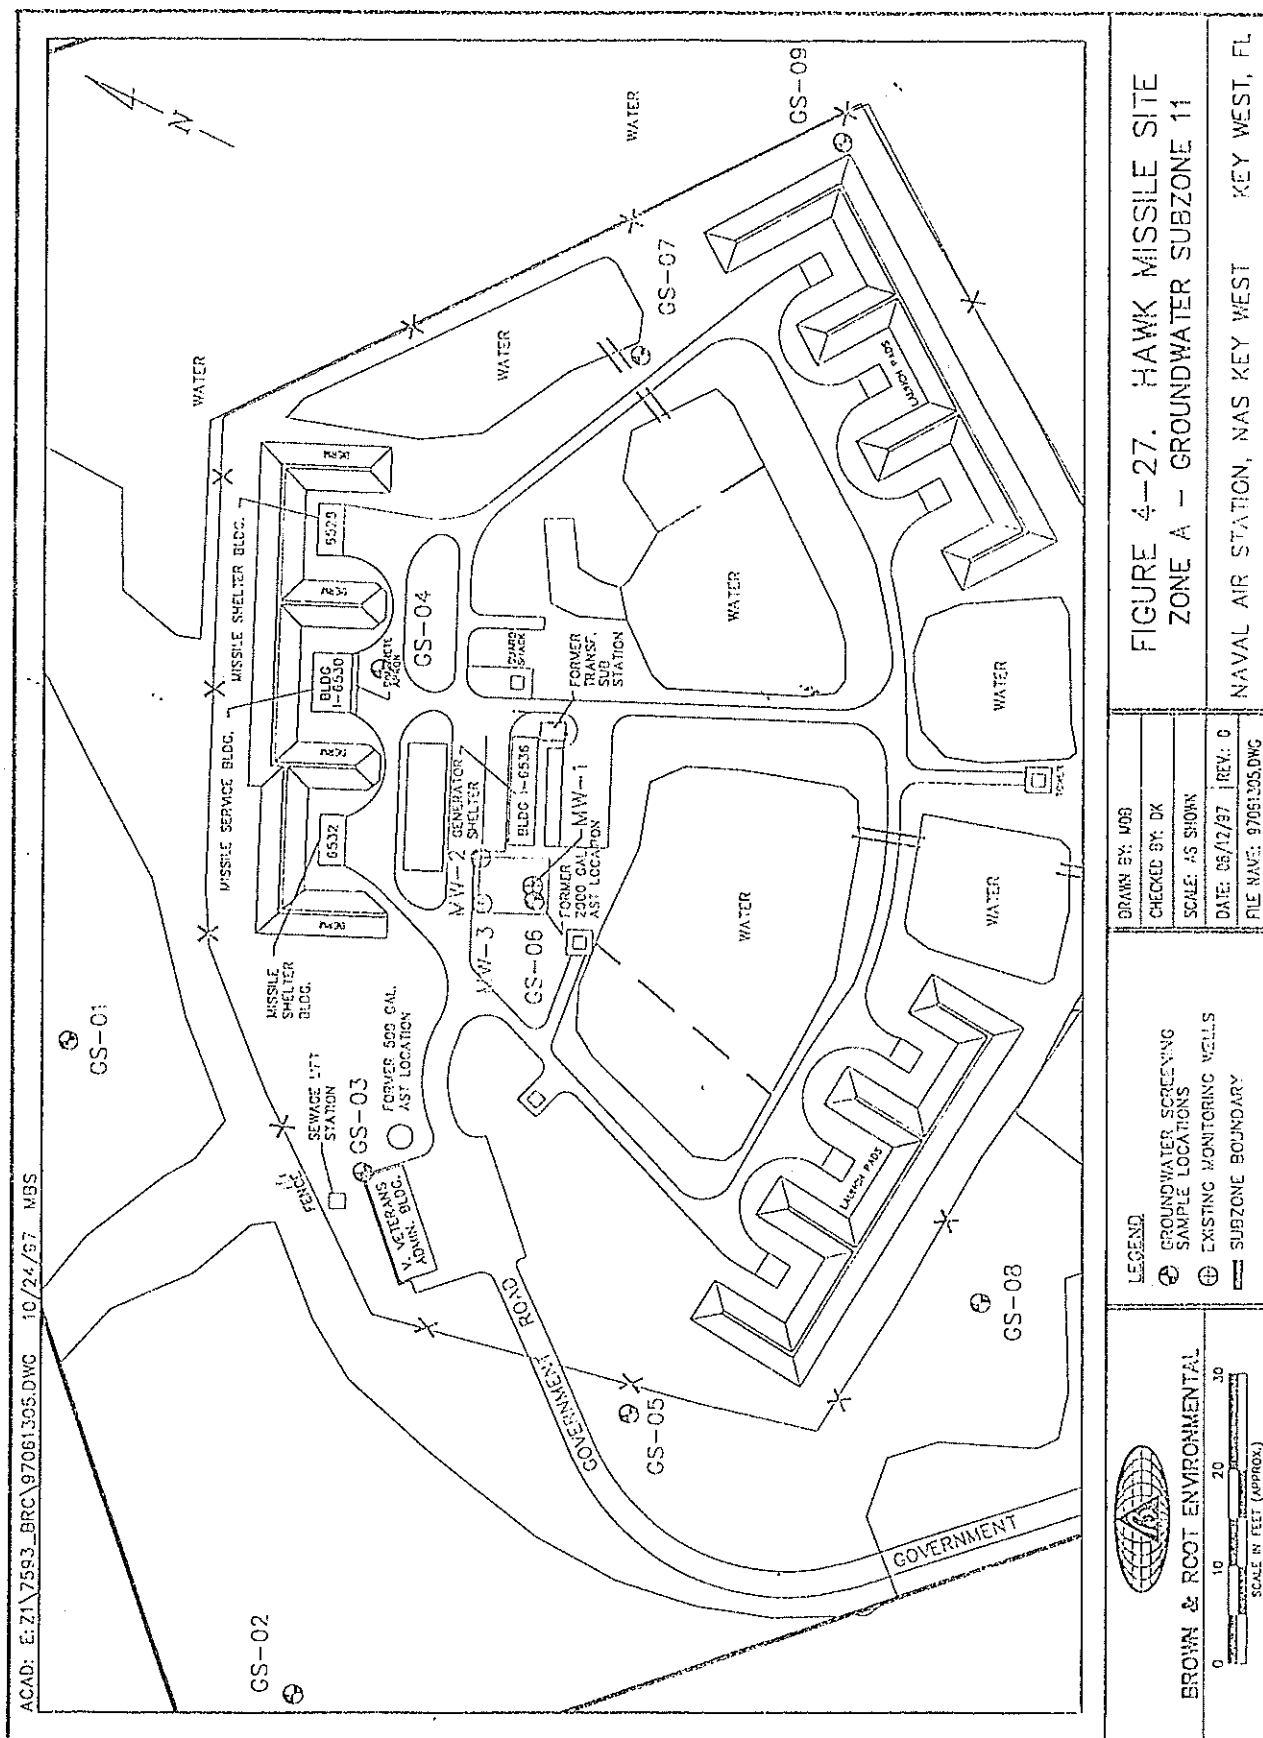 ACAD: E:Z1\7593_BRC\97061305.DWG 10/24/97 MBS
N
GS-01
GS-02
WATER
MISSILE SERVICE BLDG.
MISSILE SHELTER BLDG.
MISSILE
SHELTER
BLDG.
6532
BLDG
1-6530
6529
CONCRETE
APRON
GS-04
SEWAGE LIFT
STATION
FENCE
GS-03
FORMER 500 GAL.
AST LOCATION
V. VETERANS
ADMIN. BLDG.
MW-3
MW-2
GENERATOR
SHELTER
BLDG 1-6536
GUARD
SHACK
FORMER
TRANSF.
SUB
STATION
GS-06
MW-1
FORMER
2000 GAL.
AST LOCATION
WATER
WATER
GS-07
GS-09
WATER
WATER
WATER
WATER
TOWER
LAUNCH PADS
LAUNCH PADS
GOVERNMENT ROAD
GOVERNMENT
GS-05
GS-08
BROWN & ROOT ENVIRONMENTAL
0 10 20 30
SCALE IN FEET (APPROX.)
LEGEND
GROUNDWATER SCREENING
SAMPLE LOCATIONS
EXISTING MONITORING WELLS
SUBZONE BOUNDARY
DRAWN BY: MDB
CHECKED BY: DK
SCALE: AS SHOWN
DATE: 06/12/97 REV.: 0
FILE NAME: 97061305.DWG
FIGURE 4-27. HAWK MISSILE SITE
ZONE A - GROUNDWATER SUBZONE 11
NAVAL AIR STATION, NAS KEY WEST KEY WEST, FL